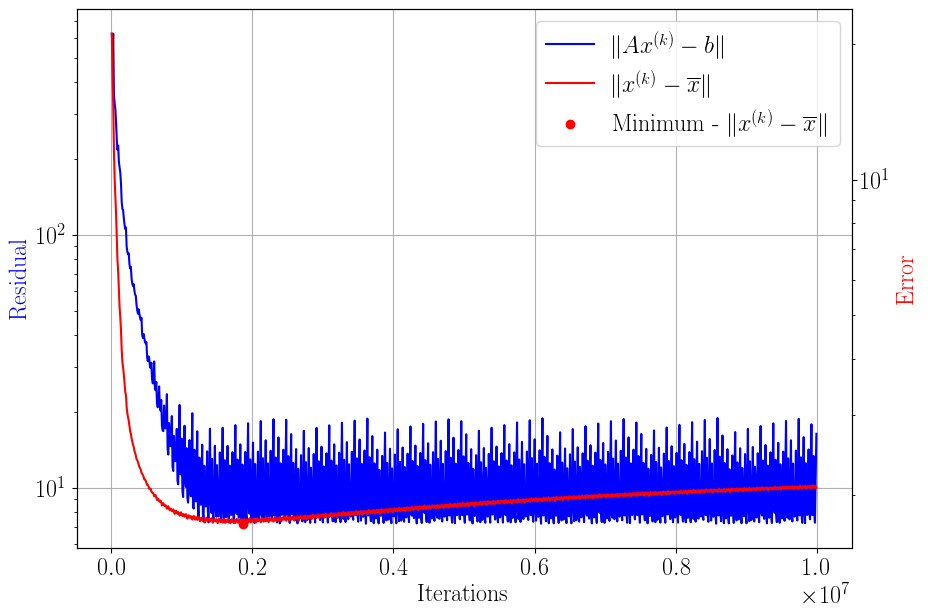 ‖Ax^{(k)} − b‖
‖x^{(k)} − x̅‖
Minimum - ‖x^{(k)} − x̅‖
Residual
10^2
10^1
10^1
Error
0.0 0.2 0.4 0.6 0.8 1.0
Iterations
×10^7